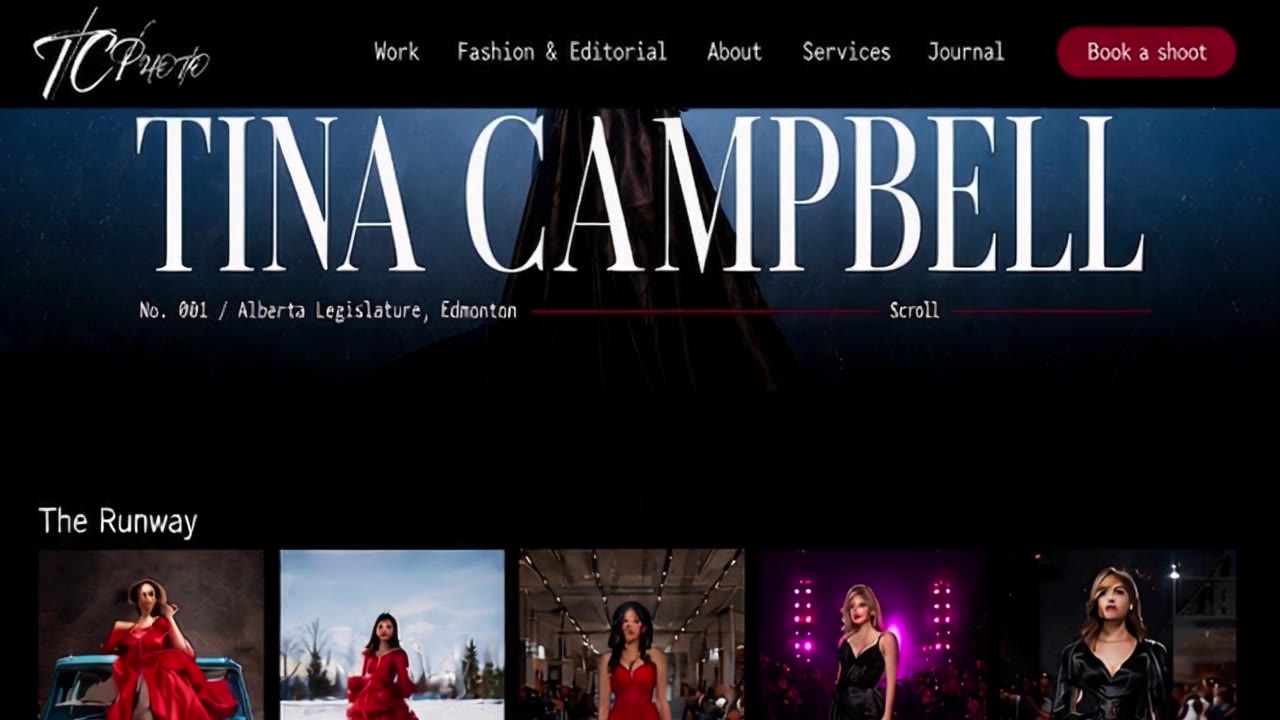 TCPhoto
Work Fashion & Editorial About Services Journal Book a shoot
TINA CAMPBELL
No. 001 / Alberta Legislature, Edmonton Scroll
The Runway